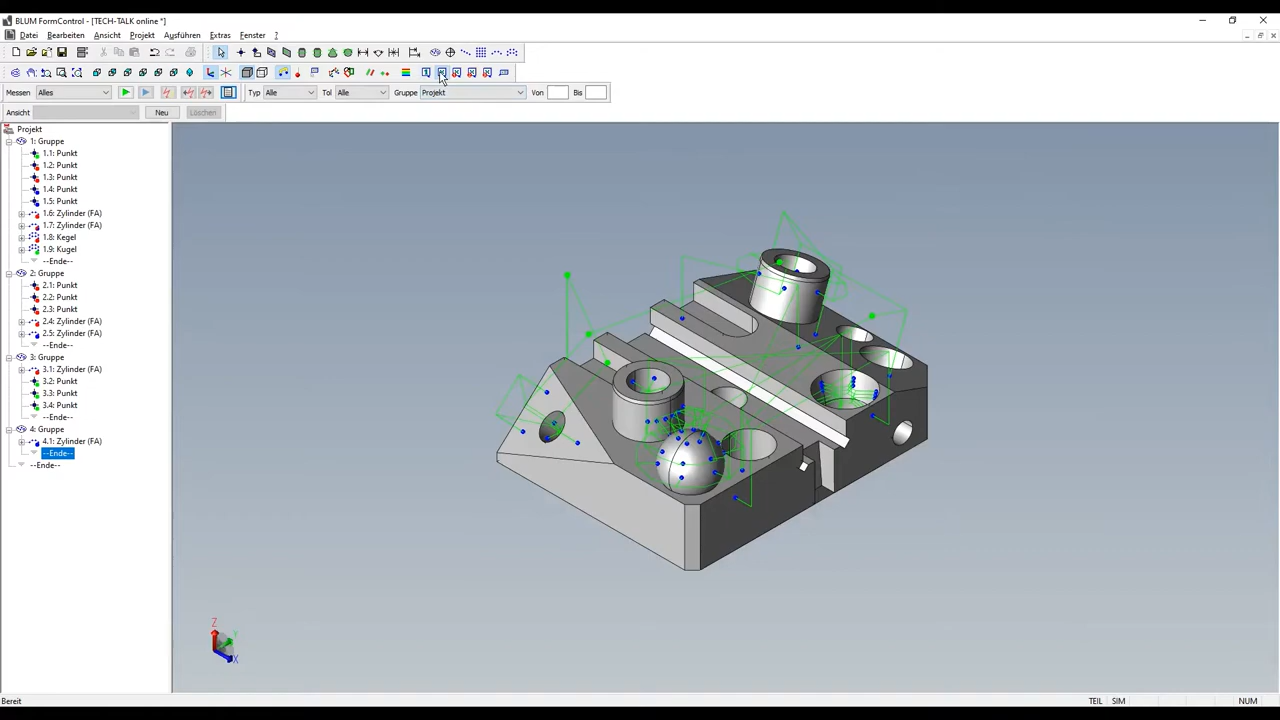 BLUM FormControl - [TECH-TALK online *]
Datei Bearbeiten Ansicht Projekt Ausführen Extras Fenster ?
Messen Alles Typ Alle Tol Alle Gruppe Projekt Von Bis
Ansicht Neu Löschen
Projekt
1: Gruppe
1.1: Punkt
1.2: Punkt
1.3: Punkt
1.4: Punkt
1.5: Punkt
1.6: Zylinder (FA)
1.7: Zylinder (FA)
1.8: Kegel
1.9: Kugel
--Ende--
2: Gruppe
2.1: Punkt
2.2: Punkt
2.3: Punkt
2.4: Zylinder (FA)
2.5: Zylinder (FA)
--Ende--
3: Gruppe
3.1: Zylinder (FA)
3.2: Punkt
3.3: Punkt
3.4: Punkt
--Ende--
4: Gruppe
4.1: Zylinder (FA)
--Ende--
--Ende--
Z
Y
X
Bereit TEIL SIM NUM